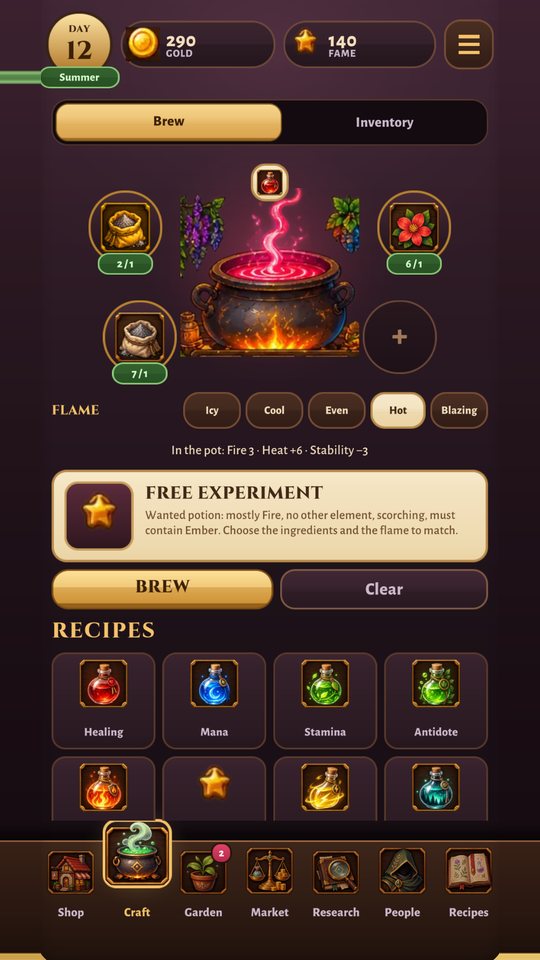 DAY
12
Summer
290
GOLD
140
FAME
Brew
Inventory
2/1
6/1
7/1
+
FLAME
Icy
Cool
Even
Hot
Blazing
In the pot: Fire 3 · Heat +6 · Stability −3
FREE EXPERIMENT
Wanted potion: mostly Fire, no other element, scorching, must
contain Ember. Choose the ingredients and the flame to match.
BREW
Clear
RECIPES
Healing
Mana
Stamina
Antidote
2
Shop
Craft
Garden
Market
Research
People
Recipes